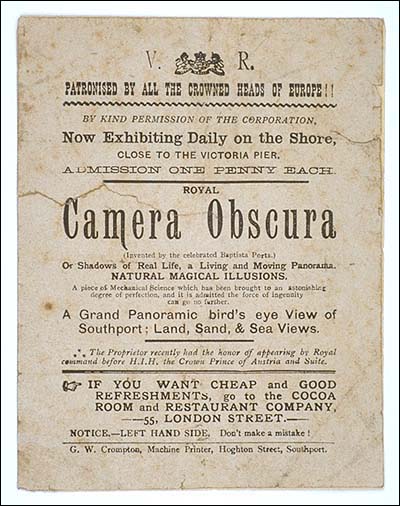 V. R.
PATRONISED BY ALL THE CROWNED HEADS OF EUROPE!!
BY KIND PERMISSION OF THE CORPORATION,
Now Exhibiting Daily on the Shore,
CLOSE TO THE VICTORIA PIER.
ADMISSION ONE PENNY EACH.
ROYAL
Camera Obscura
(Invented by the celebrated Baptista Porta.)
Or Shadows of Real Life, a Living and Moving Panorama.
NATURAL MAGICAL ILLUSIONS.
A piece of Mechanical Science which has been brought to an astonishing
degree of perfection, and it is admitted the force of ingenuity
can go no farther.
A Grand Panoramic bird's eye View of
Southport; Land, Sand, & Sea Views.
The Proprietor recently had the honor of appearing by Royal
command before H.I.H. the Crown Prince of Austria and Suite.
IF YOU WANT CHEAP and GOOD
REFRESHMENTS, go to the COCOA
ROOM and RESTAURANT COMPANY,
——55, LONDON STREET.——
NOTICE.—LEFT HAND SIDE. Don't make a mistake!
G. W. Crompton, Machine Printer, Hoghton Street, Southport.